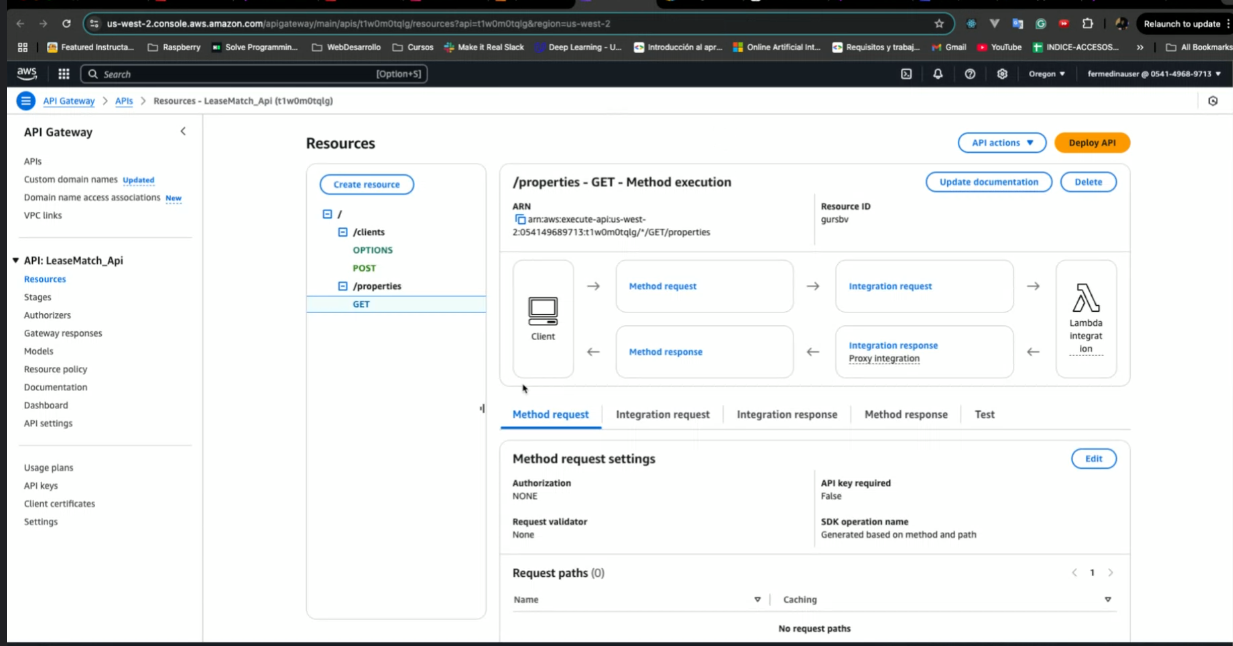 us-west-2.console.aws.amazon.com/apigateway/main/apis/t1w0m0tqlg/resources?api=t1w0m0tqlg&region=us-west-2
Relaunch to update
Featured Instructa...
Raspberry
Solve Programmin...
WebDesarrollo
Cursos
Make it Real Slack
Deep Learning - U...
Introducción al apr...
Online Artificial Int...
Requisitos y trabaj...
Gmail
YouTube
INDICE-ACCESOS...
»
All Bookmarks
aws
Search
[Option+S]
Oregon
fermedinauser @ 0541-4968-9713
API Gateway > APIs > Resources - LeaseMatch_Api (t1w0m0tqlg)
API Gateway
APIs
Custom domain names Updated
Domain name access associations New
VPC links
API: LeaseMatch_Api
Resources
Stages
Authorizers
Gateway responses
Models
Resource policy
Documentation
Dashboard
API settings
Usage plans
API keys
Client certificates
Settings
Resources
API actions
Deploy API
Create resource
/
/clients
OPTIONS
POST
/properties
GET
/properties - GET - Method execution
Update documentation
Delete
ARN
arn:aws:execute-api:us-west-
2:054149689713:t1w0m0tqlg/*/GET/properties
Resource ID
gursbv
Client
Method request
Integration request
Method response
Integration response
Proxy integration
Lambda
integrat
ion
Method request
Integration request
Integration response
Method response
Test
Method request settings
Edit
Authorization
NONE
API key required
False
Request validator
None
SDK operation name
Generated based on method and path
Request paths (0)
1
Name
Caching
No request paths